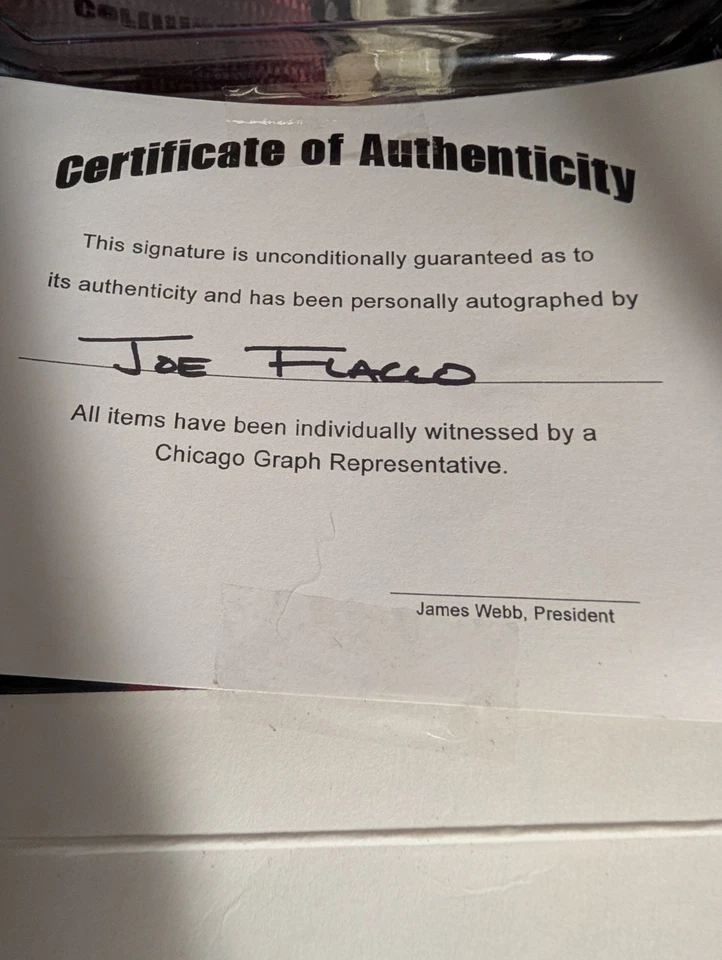 Certificate of Authenticity
This signature is unconditionally guaranteed as to
its authenticity and has been personally autographed by
JOE FLACCO
All items have been individually witnessed by a
Chicago Graph Representative.
James Webb, President